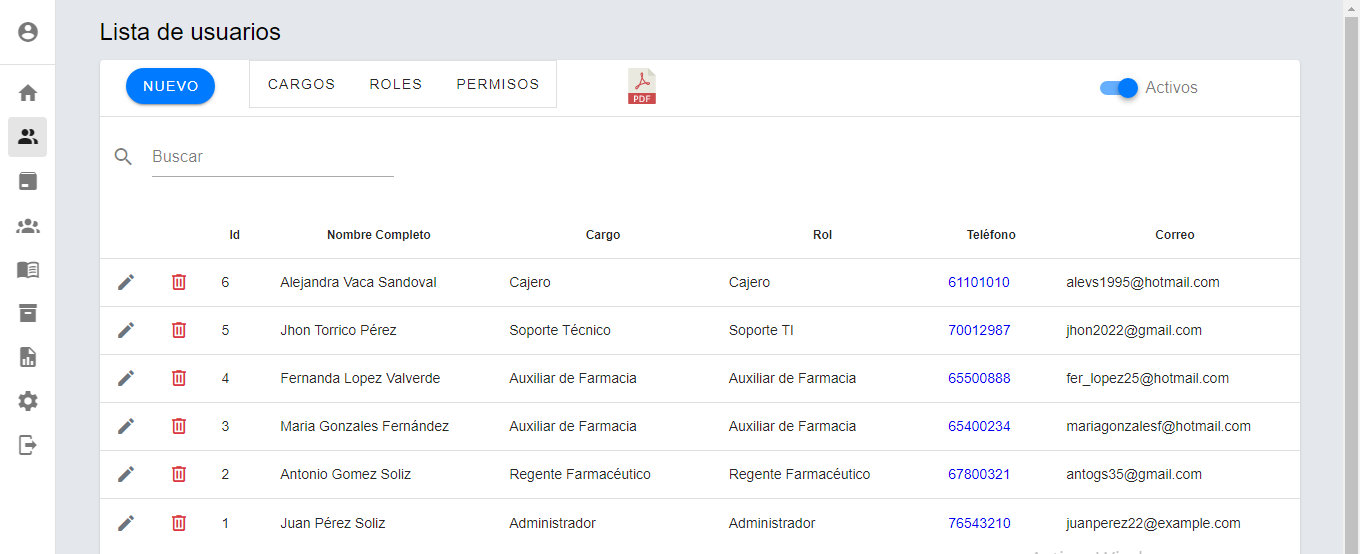 Lista de usuarios
NUEVO CARGOS ROLES PERMISOS PDF Activos
Buscar
Id Nombre Completo Cargo Rol Teléfono Correo
6 Alejandra Vaca Sandoval Cajero Cajero 61101010 alevs1995@hotmail.com
5 Jhon Torrico Pérez Soporte Técnico Soporte TI 70012987 jhon2022@gmail.com
4 Fernanda Lopez Valverde Auxiliar de Farmacia Auxiliar de Farmacia 65500888 fer_lopez25@hotmail.com
3 Maria Gonzales Fernández Auxiliar de Farmacia Auxiliar de Farmacia 65400234 mariagonzalesf@hotmail.com
2 Antonio Gomez Soliz Regente Farmacéutico Regente Farmacéutico 67800321 antogs35@gmail.com
1 Juan Pérez Soliz Administrador Administrador 76543210 juanperez22@example.com